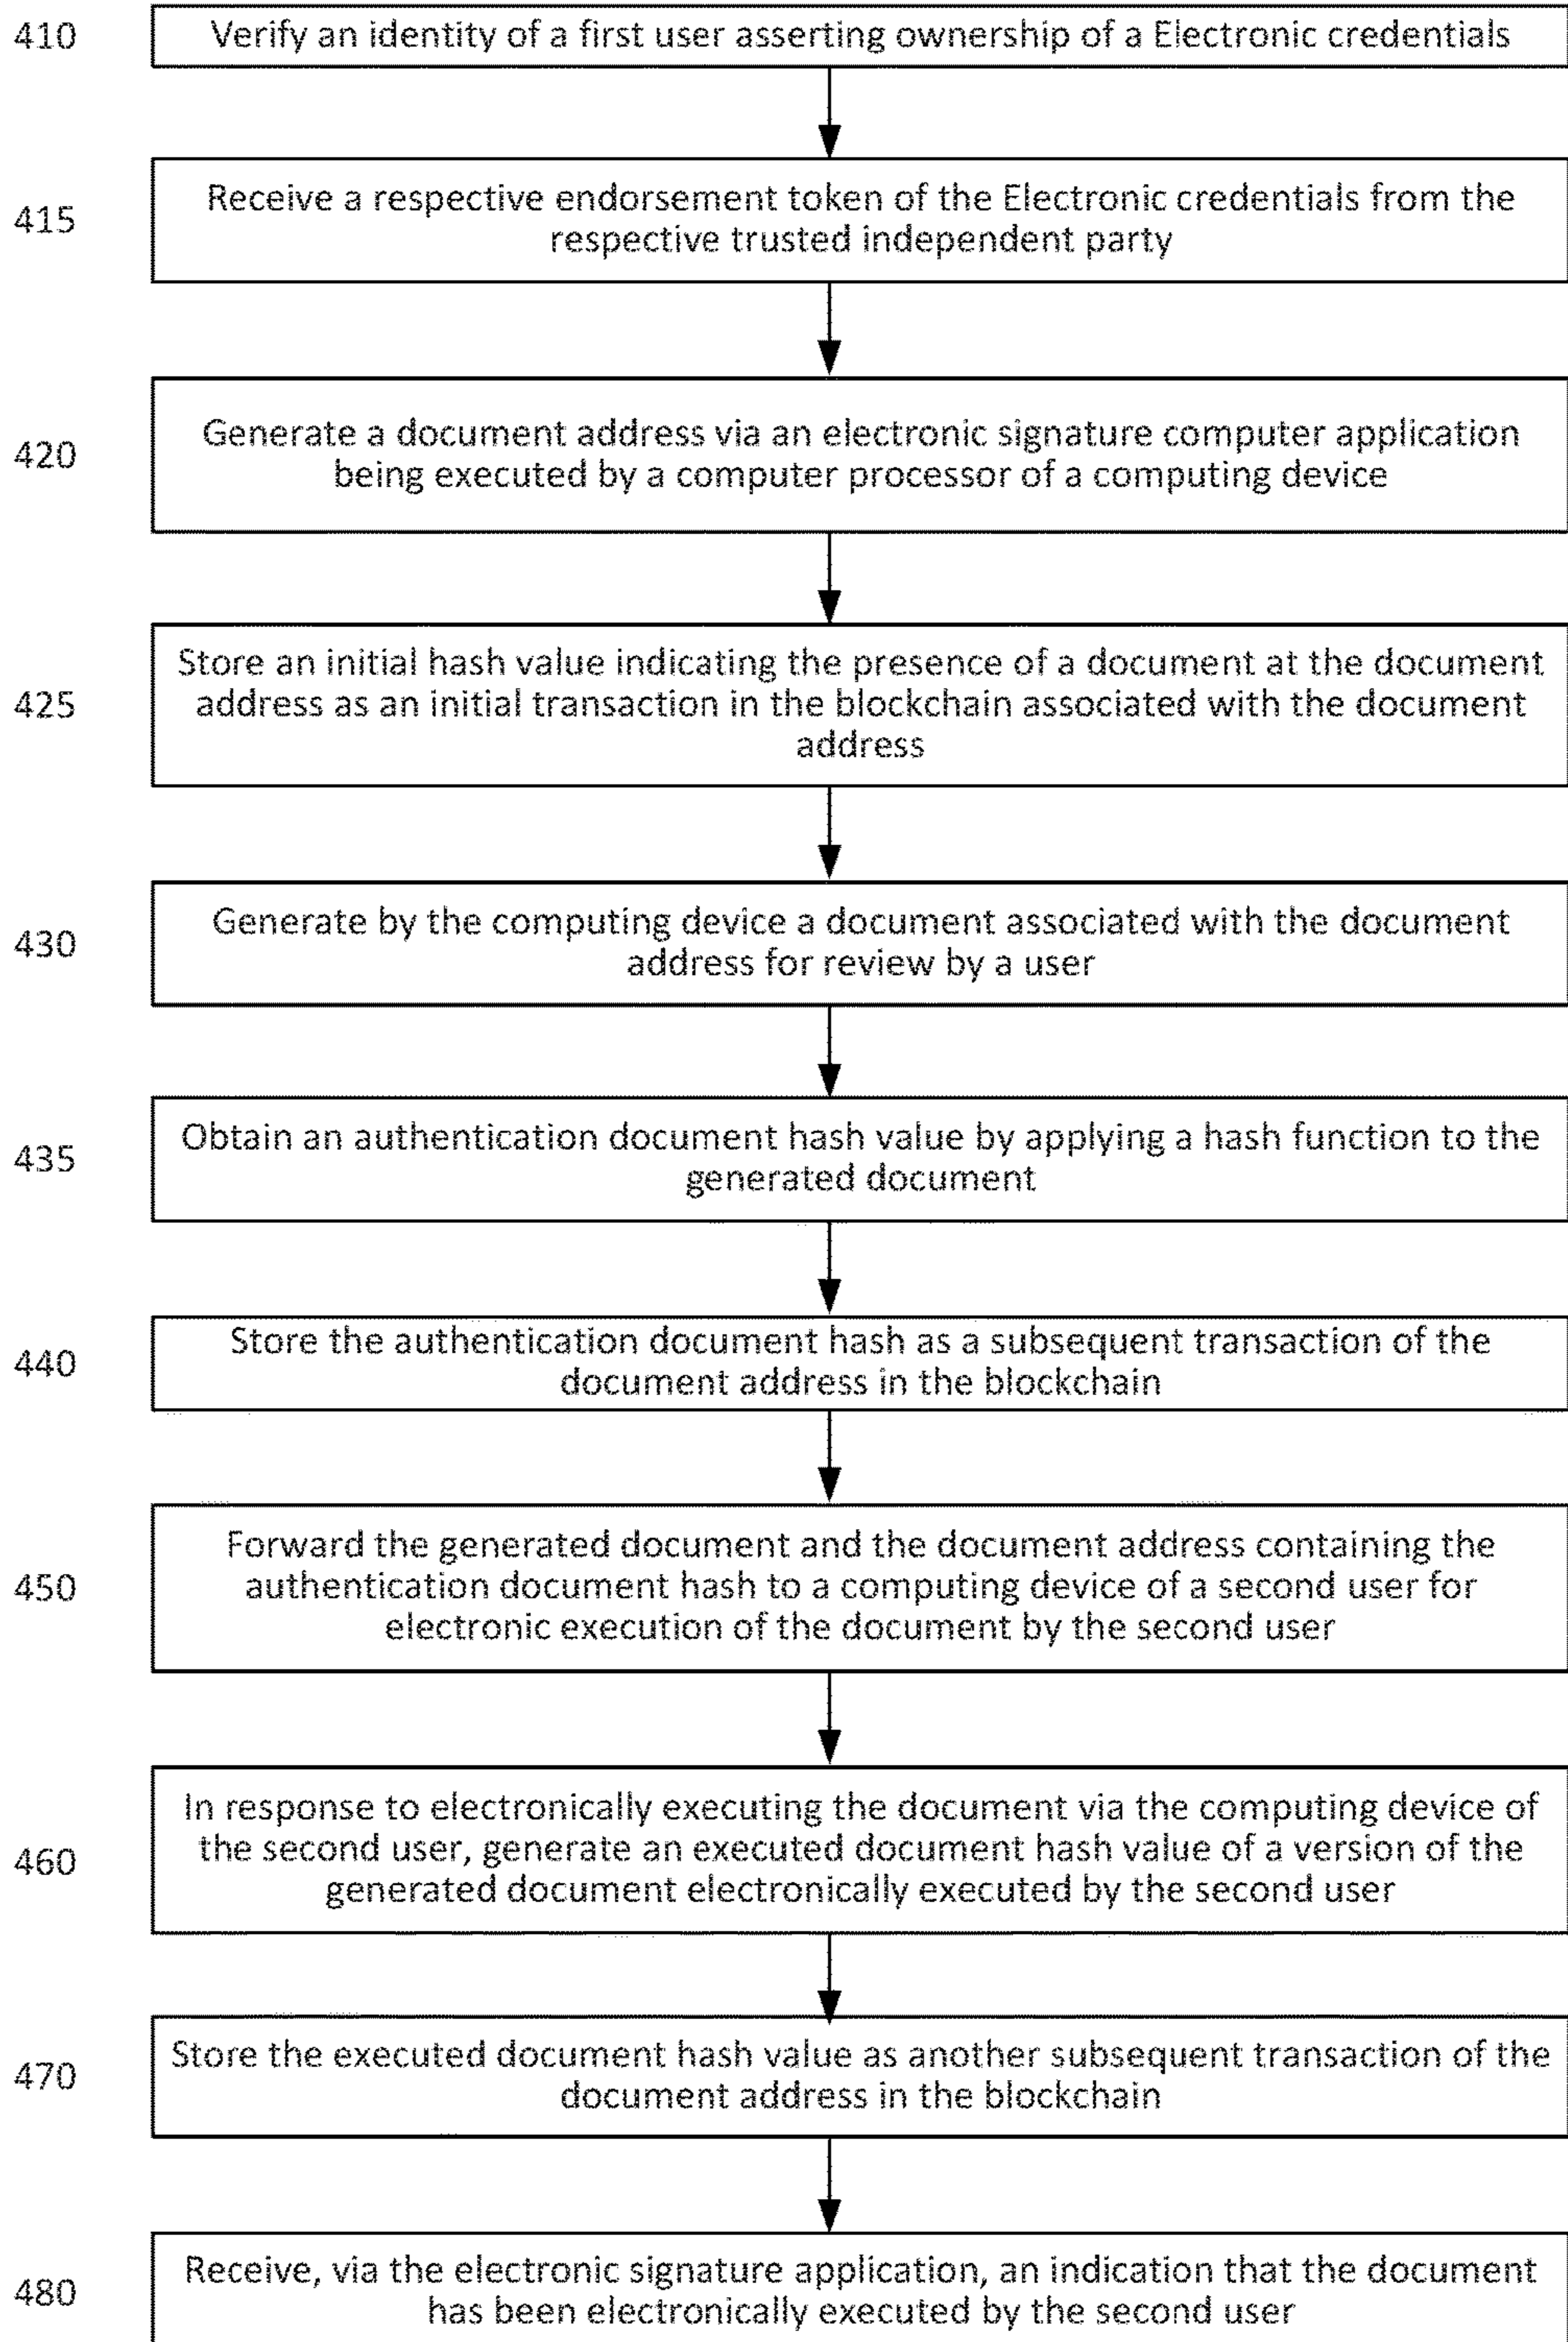 410
Verify an identity of a first user asserting ownership of a Electronic credentials
415
Receive a respective endorsement token of the Electronic credentials from the
respective trusted independent party
420
Generate a document address via an electronic signature computer application
being executed by a computer processor of a computing device
425
Store an initial hash value indicating the presence of a document at the document
address as an initial transaction in the blockchain associated with the document
address
430
Generate by the computing device a document associated with the document
address for review by a user
435
Obtain an authentication document hash value by applying a hash function to the
generated document
440
Store the authentication document hash as a subsequent transaction of the
document address in the blockchain
450
Forward the generated document and the document address containing the
authentication document hash to a computing device of a second user for
electronic execution of the document by the second user
460
In response to electronically executing the document via the computing device of
the second user, generate an executed document hash value of a version of the
generated document electronically executed by the second user
470
Store the executed document hash value as another subsequent transaction of the
document address in the blockchain
480
Receive, via the electronic signature application, an indication that the document
has been electronically executed by the second user